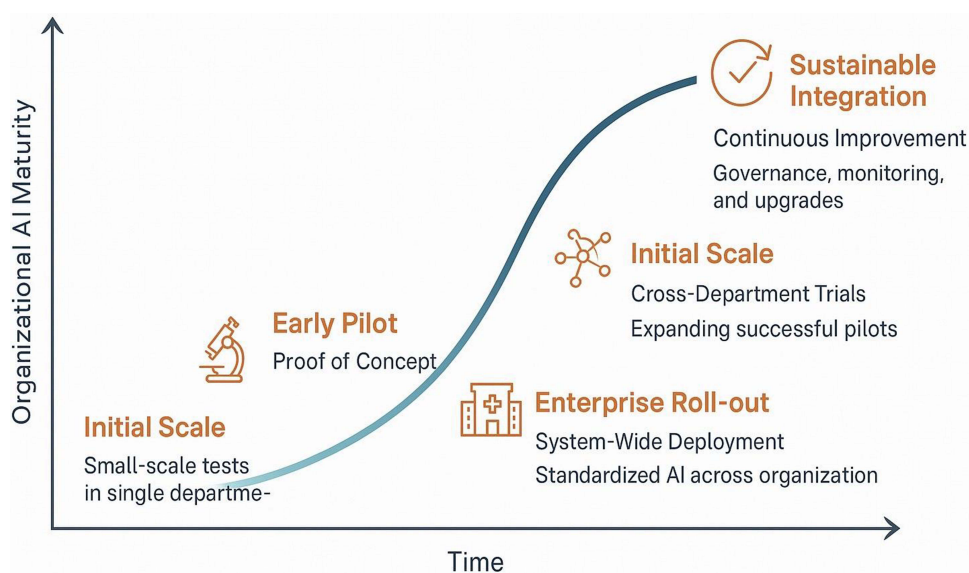 Organizational AI Maturity
Sustainable
Integration
Continuous Improvement
Governance, monitoring,
and upgrades
Initial Scale
Cross-Department Trials
Expanding successful pilots
Early Pilot
Proof of Concept
Enterprise Roll-out
System-Wide Deployment
Standardized AI across organization
Initial Scale
Small-scale tests
in single departme-
Time